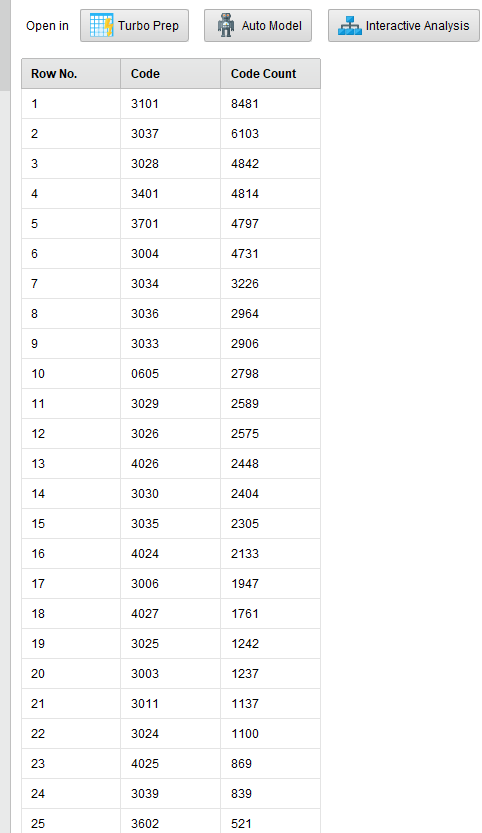 Open in Turbo Prep Auto Model Interactive Analysis
Row No. Code Code Count
1 3101 8481
2 3037 6103
3 3028 4842
4 3401 4814
5 3701 4797
6 3004 4731
7 3034 3226
8 3036 2964
9 3033 2906
10 0605 2798
11 3029 2589
12 3026 2575
13 4026 2448
14 3030 2404
15 3035 2305
16 4024 2133
17 3006 1947
18 4027 1761
19 3025 1242
20 3003 1237
21 3011 1137
22 3024 1100
23 4025 869
24 3039 839
25 3602 521